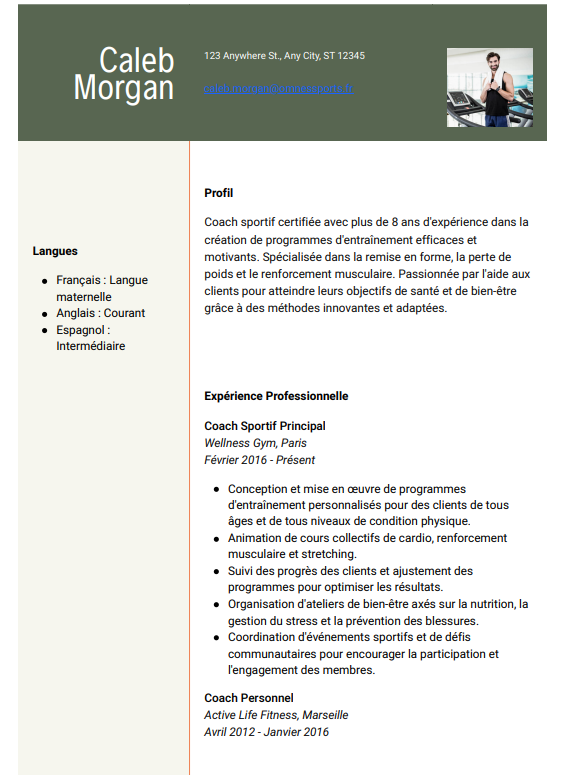 Caleb
Morgan
123 Anywhere St., Any City, ST 12345
Langues
Français : Langue
maternelle
Anglais : Courant
Espagnol :
Intermédiaire
Profil
Coach sportif certifiée avec plus de 8 ans d'expérience dans la
création de programmes d'entraînement efficaces et
motivants. Spécialisée dans la remise en forme, la perte de
poids et le renforcement musculaire. Passionnée par l'aide aux
clients pour atteindre leurs objectifs de santé et de bien-être
grâce à des méthodes innovantes et adaptées.
Expérience Professionnelle
Coach Sportif Principal
Wellness Gym, Paris
Février 2016 - Présent
Conception et mise en œuvre de programmes
d'entraînement personnalisés pour des clients de tous
âges et de tous niveaux de condition physique.
Animation de cours collectifs de cardio, renforcement
musculaire et stretching.
Suivi des progrès des clients et ajustement des
programmes pour optimiser les résultats.
Organisation d'ateliers de bien-être axés sur la nutrition, la
gestion du stress et la prévention des blessures.
Coordination d'événements sportifs et de défis
communautaires pour encourager la participation et
l'engagement des membres.
Coach Personnel
Active Life Fitness, Marseille
Avril 2012 - Janvier 2016